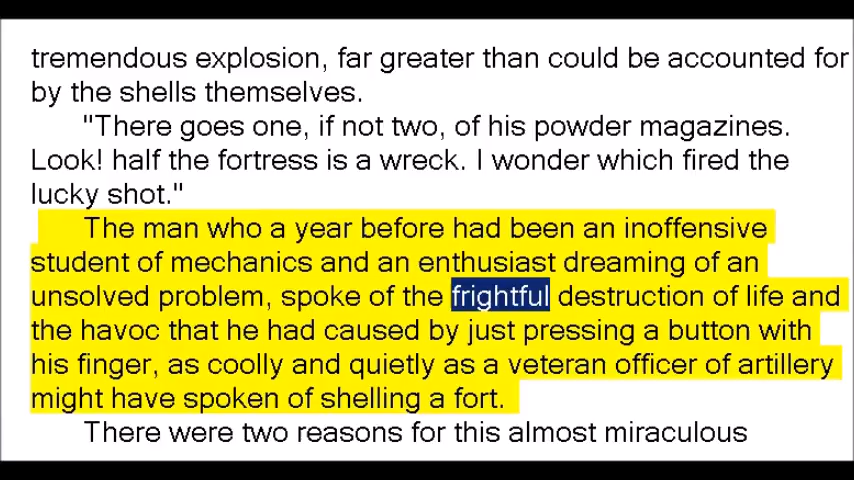 tremendous explosion, far greater than could be accounted for
by the shells themselves.
"There goes one, if not two, of his powder magazines.
Look! half the fortress is a wreck. I wonder which fired the
lucky shot."
The man who a year before had been an inoffensive
student of mechanics and an enthusiast dreaming of an
unsolved problem, spoke of the frightful destruction of life and
the havoc that he had caused by just pressing a button with
his finger, as coolly and quietly as a veteran officer of artillery
might have spoken of shelling a fort.
There were two reasons for this almost miraculous